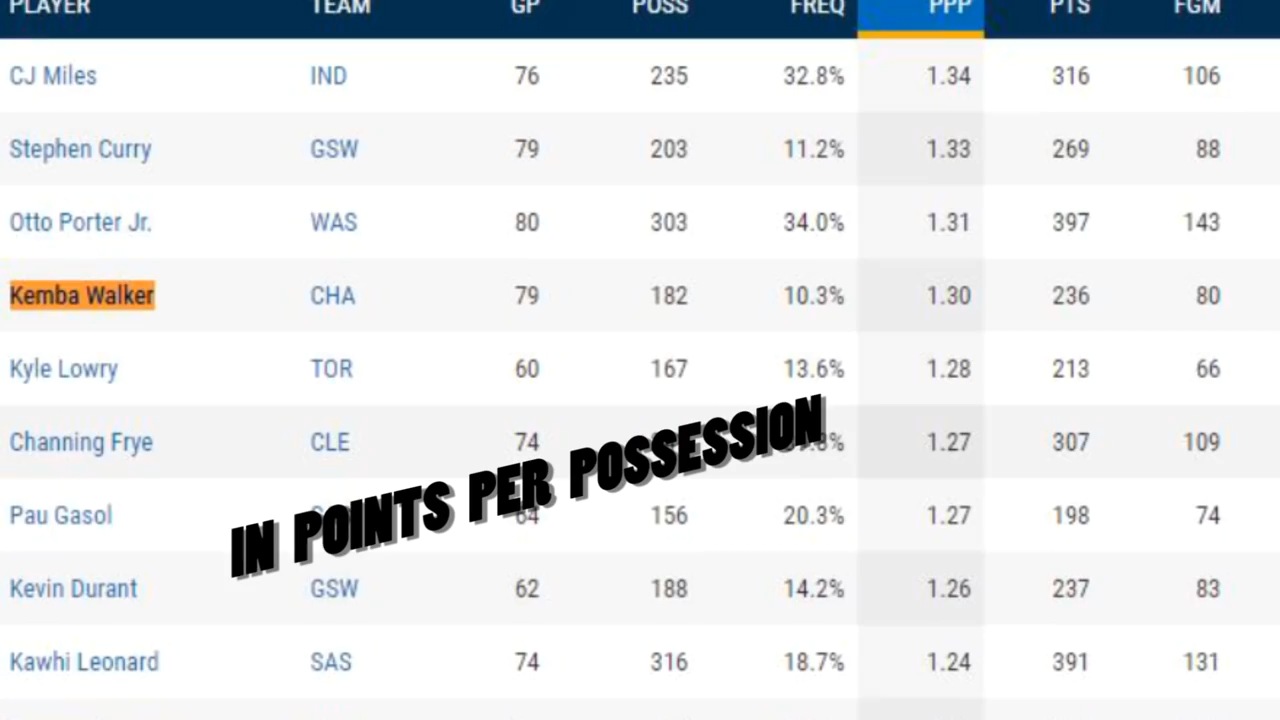 PLAYER TEAM GP POSS FREQ PPP PTS FGM
CJ Miles IND 76 235 32.8% 1.34 316 106
Stephen Curry GSW 79 203 11.2% 1.33 269 88
Otto Porter Jr. WAS 80 303 34.0% 1.31 397 143
Kemba Walker CHA 79 182 10.3% 1.30 236 80
Kyle Lowry TOR 60 167 13.6% 1.28 213 66
Channing Frye CLE 74 1.27 307 109
Pau Gasol 64 156 20.3% 1.27 198 74
IN POINTS PER POSSESSION
Kevin Durant GSW 62 188 14.2% 1.26 237 83
Kawhi Leonard SAS 74 316 18.7% 1.24 391 131